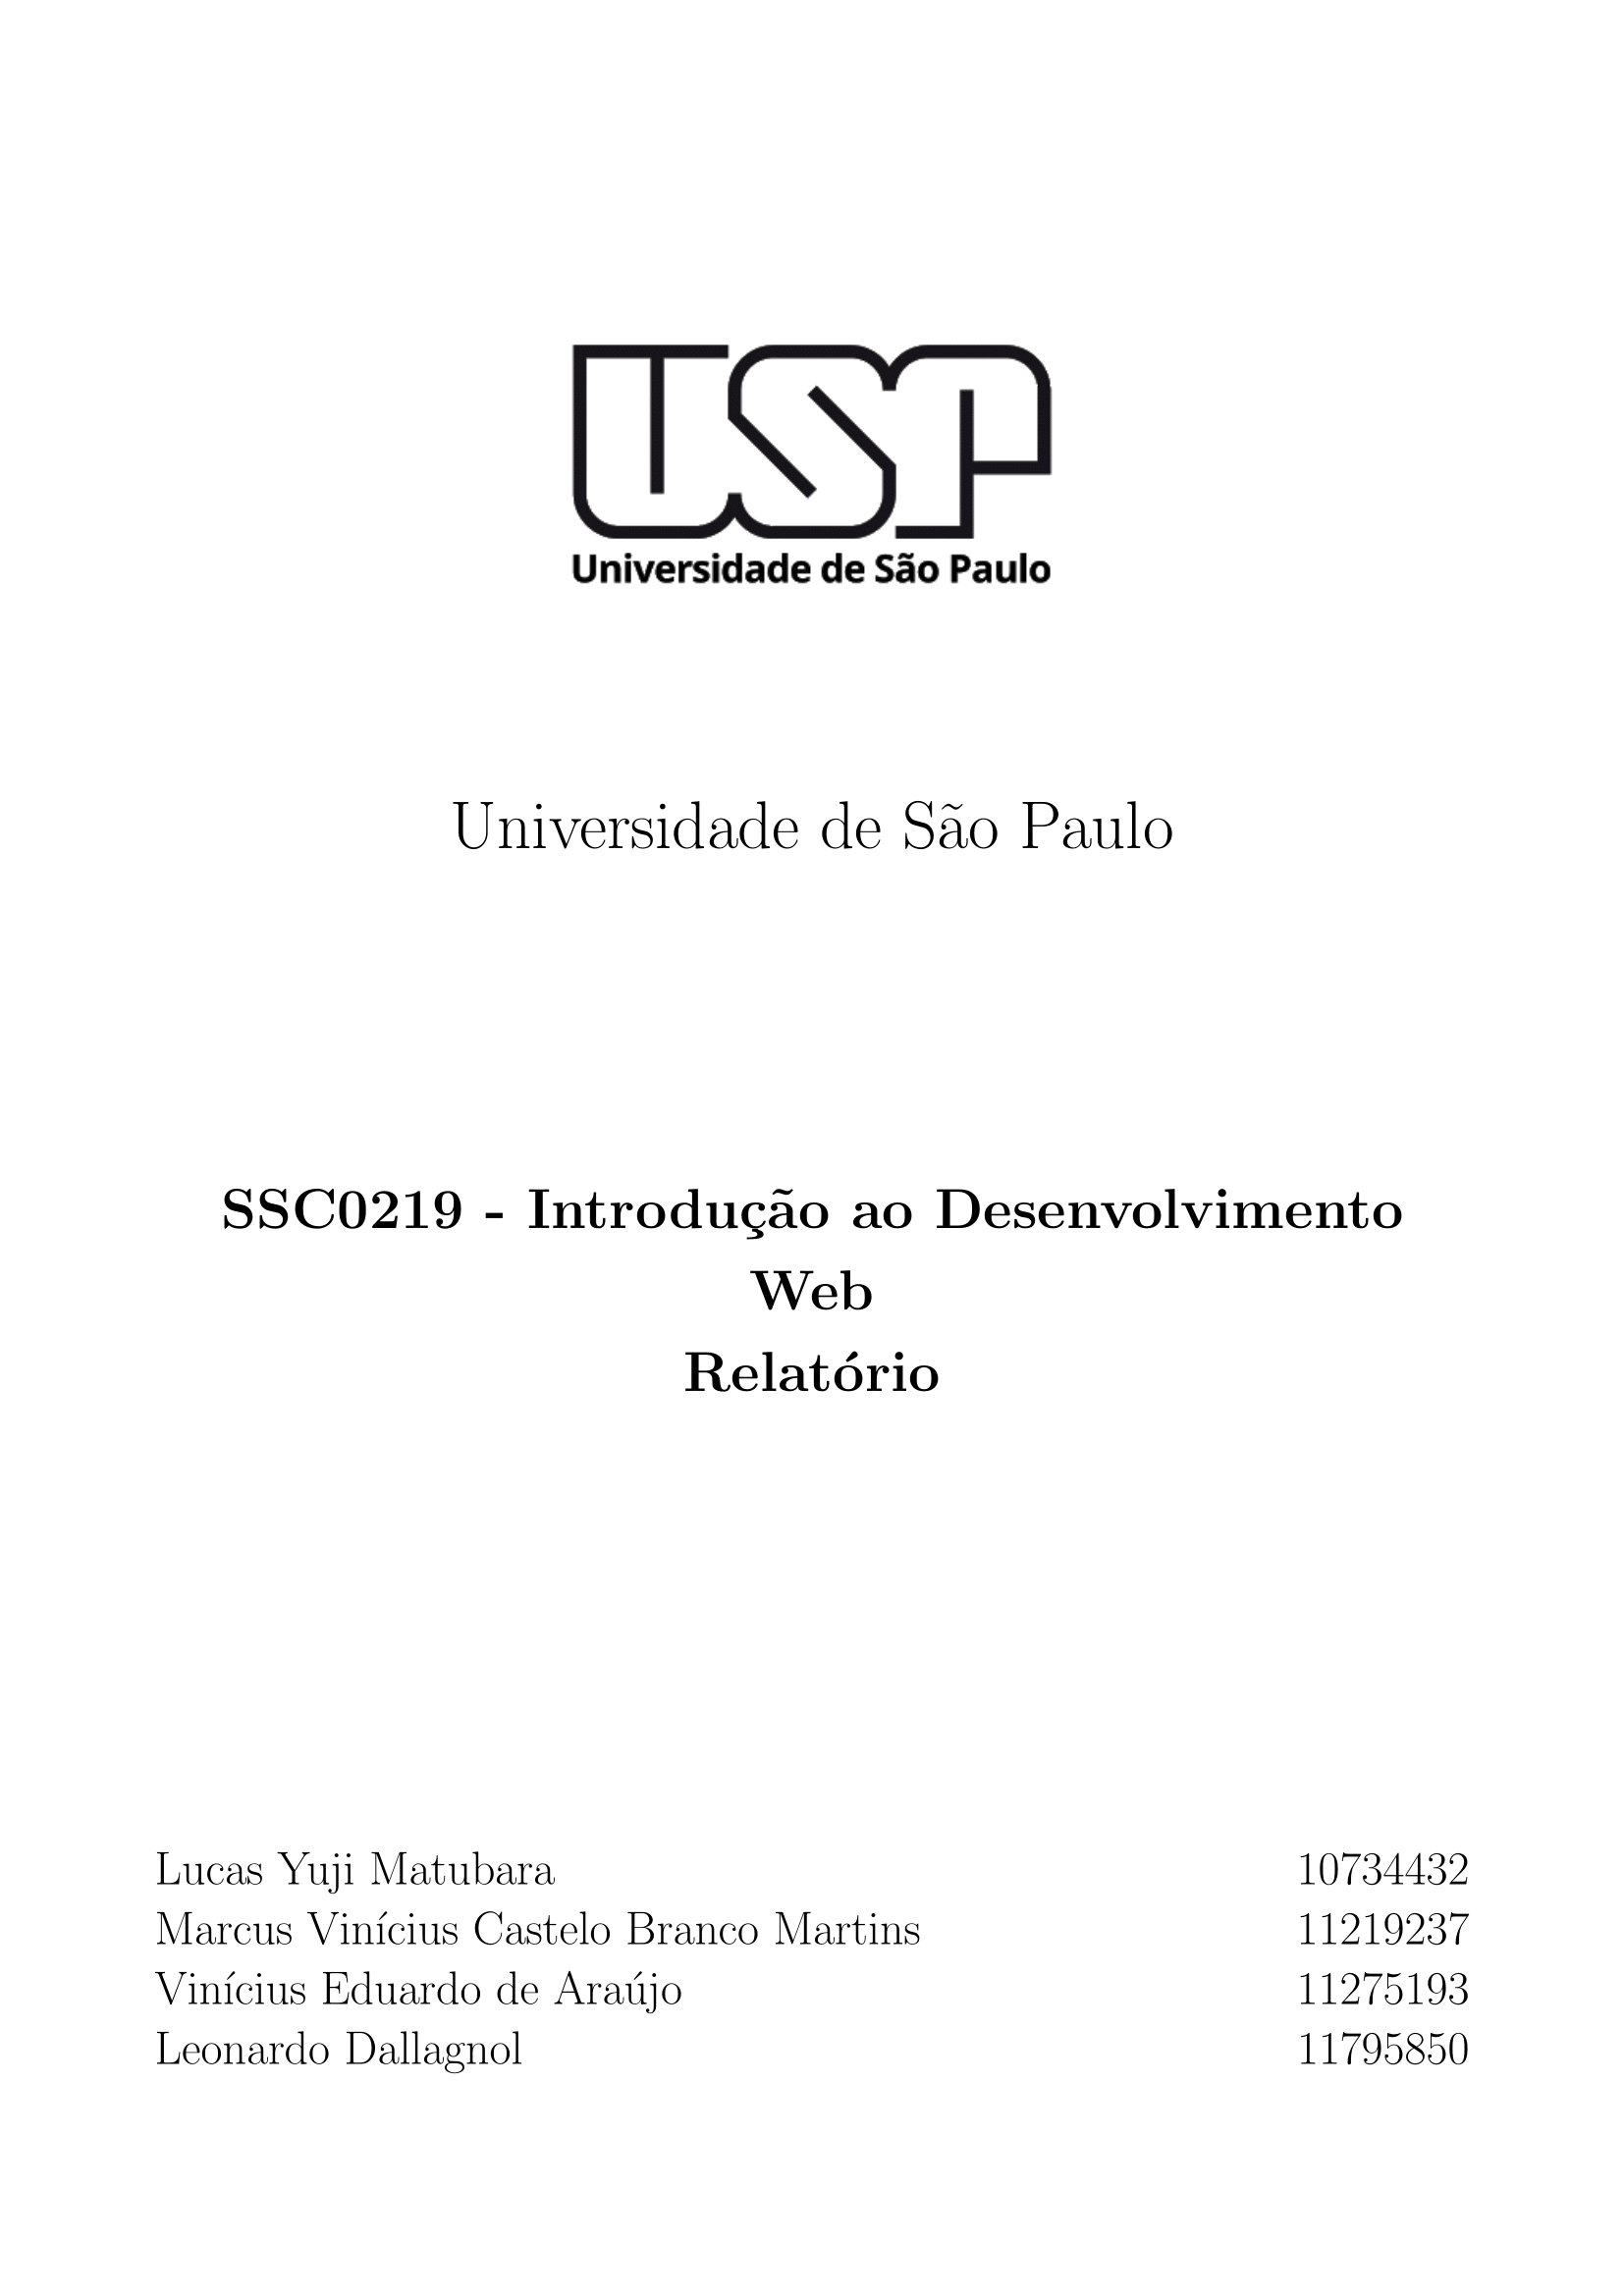 USP
Universidade de São Paulo
Universidade de São Paulo
SSC0219 - Introdução ao Desenvolvimento
Web
Relatório
Lucas Yuji Matubara 10734432
Marcus Vinícius Castelo Branco Martins 11219237
Vinícius Eduardo de Araújo 11275193
Leonardo Dallagnol 11795850